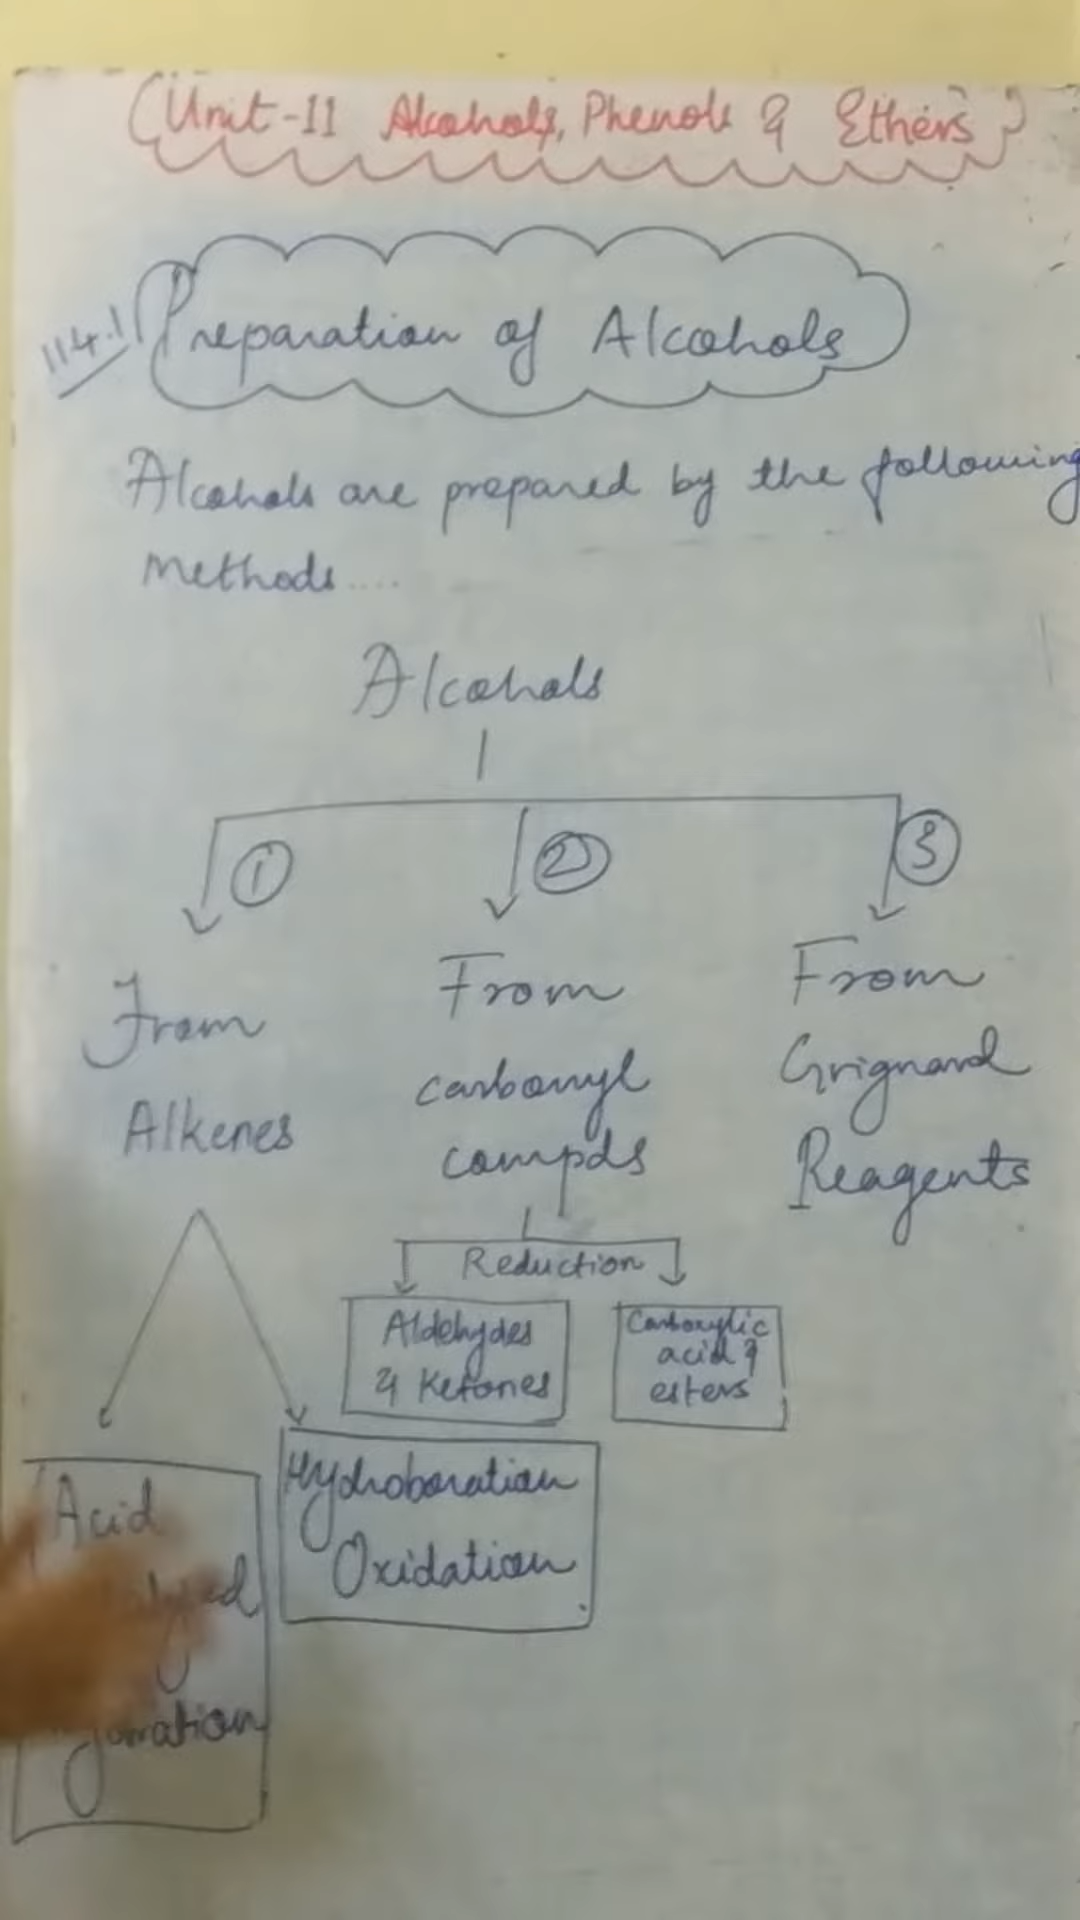 Unit-11 Alcohols, Phenols & Ethers
11.4.1
Preparation of Alcohols
Alcohols are prepared by the following
methods....
Alcohols
① ② ③
From
Alkenes
From
carbonyl
compds
From
Grignard
Reagents
Reduction
Aldehydes
& Ketones
Carboxylic
acid &
esters
Acid
Hydroboration
Oxidation